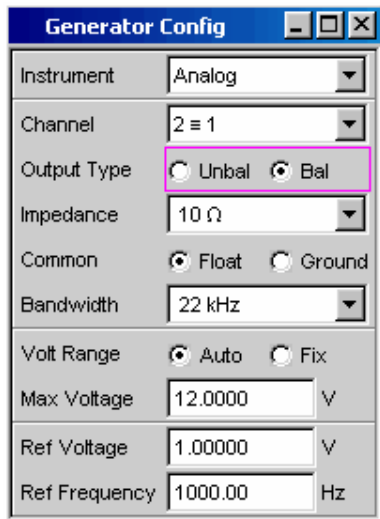 Generator Config
Instrument Analog
Channel 2 ≡ 1
Output Type Unbal Bal
Impedance 10 Ω
Common Float Ground
Bandwidth 22 kHz
Volt Range Auto Fix
Max Voltage 12.0000 V
Ref Voltage 1.00000 V
Ref Frequency 1000.00 Hz